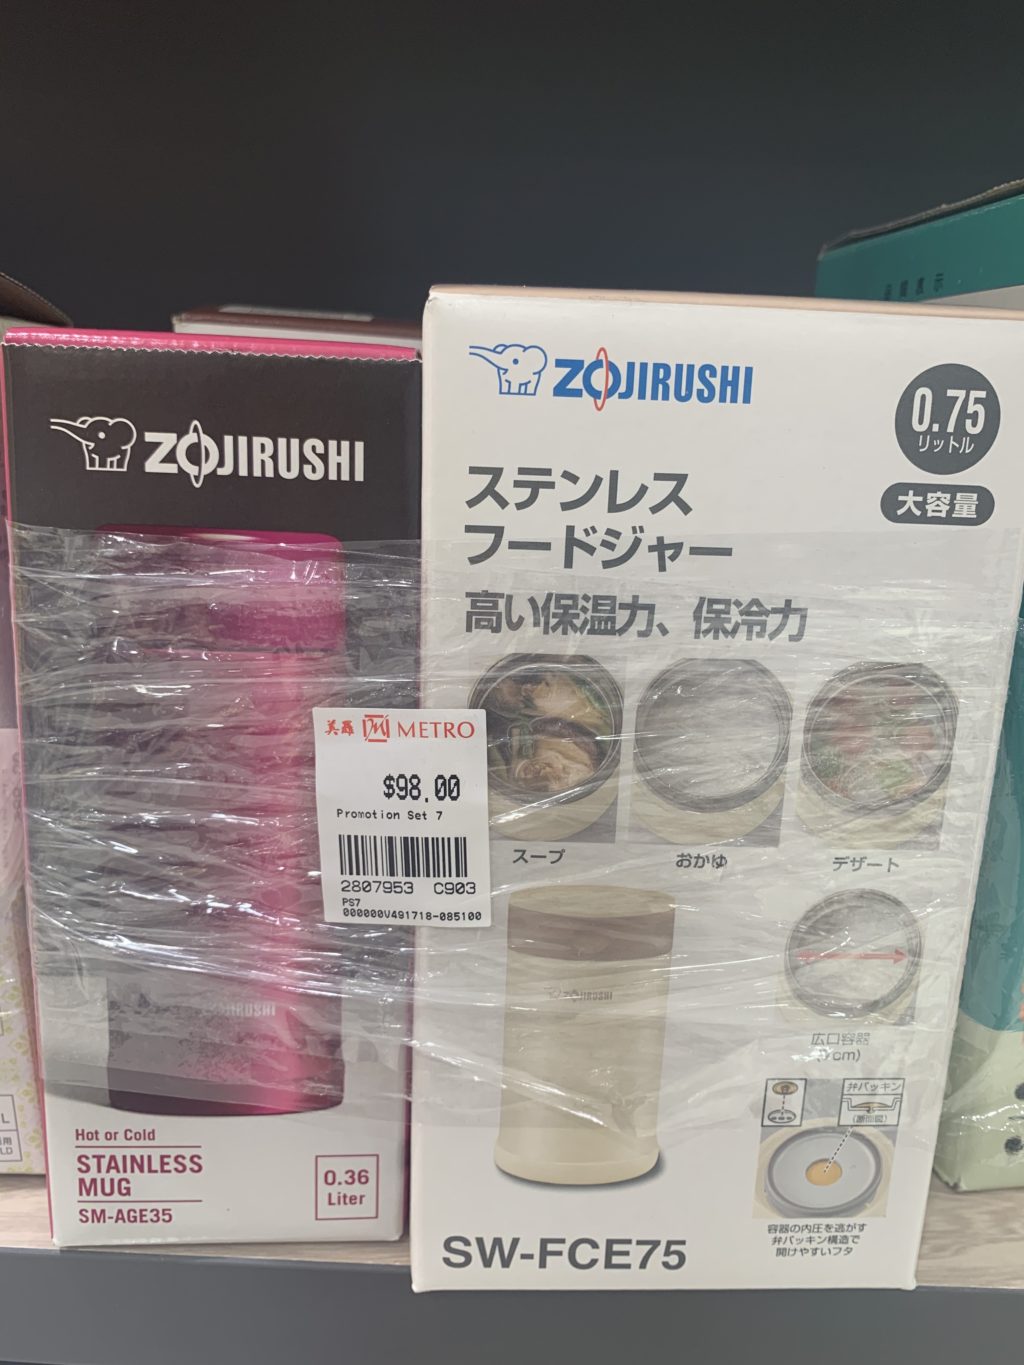 ZOJIRUSHI
Hot or Cold
STAINLESS
MUG
SM-AGE35
0.36
Liter
美羅 METRO
$98.00
Promotion Set 7
2807953 C903
PS7
000000V491718-085100
ZOJIRUSHI
0.75
リットル
大容量
ステンレス
フードジャー
高い保温力、保冷力
スープ
おかゆ
デザート
ZOJIRUSHI
広口容器
cm)
弁パッキン
(断面図)
容器の内圧を逃がす
弁パッキン構造で
開けやすいフタ
SW-FCE75